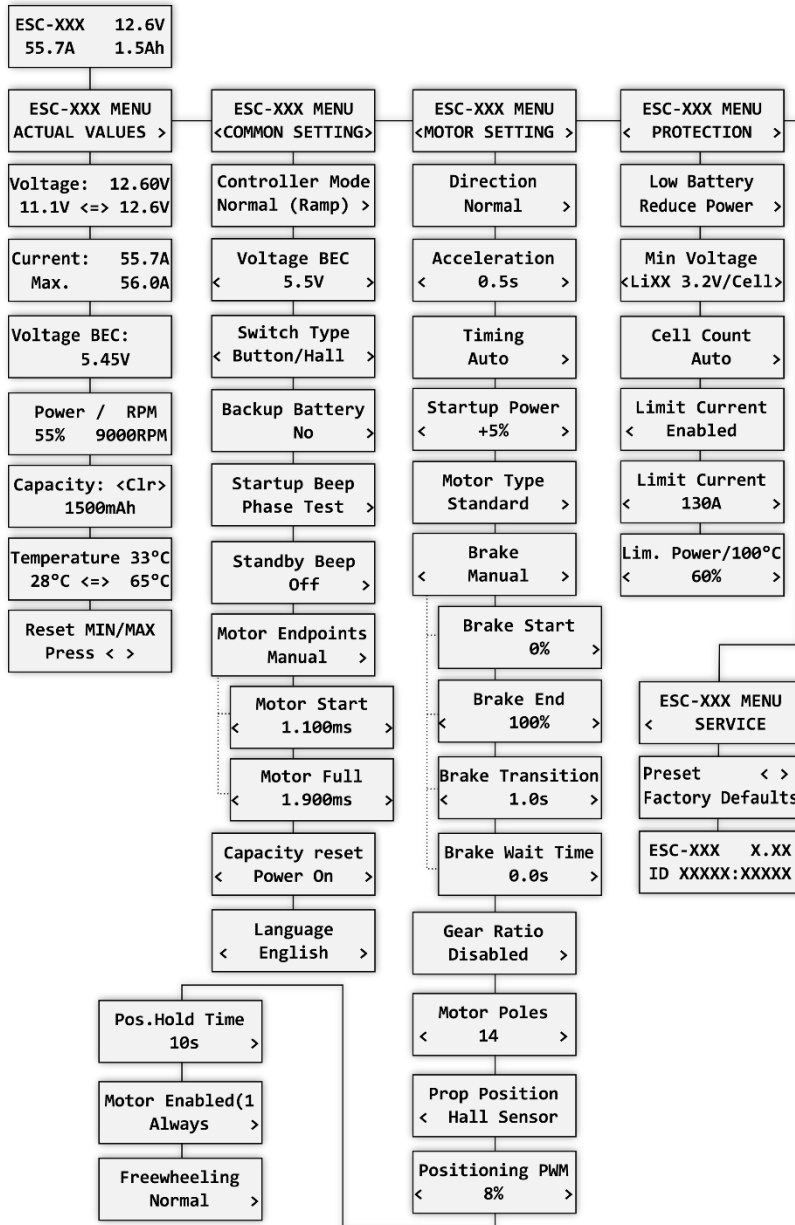 ESC-XXX 12.6V
55.7A 1.5Ah
ESC-XXX MENU
ACTUAL VALUES >
Voltage: 12.60V
11.1V <=> 12.6V
Current: 55.7A
Max. 56.0A
Voltage BEC:
5.45V
Power / RPM
55% 9000RPM
Capacity: <Clr>
1500mAh
Temperature 33°C
28°C <=> 65°C
Reset MIN/MAX
Press < >
ESC-XXX MENU
<COMMON SETTING>
Controller Mode
Normal (Ramp) >
Voltage BEC
< 5.5V >
Switch Type
< Button/Hall >
Backup Battery
No >
Startup Beep
Phase Test >
Standby Beep
Off >
Motor Endpoints
Manual >
Motor Start
< 1.100ms >
Motor Full
< 1.900ms >
Capacity reset
< Power On >
Language
< English >
ESC-XXX MENU
<MOTOR SETTING >
Direction
Normal >
Acceleration
< 0.5s >
Timing
Auto >
Startup Power
< +5% >
Motor Type
Standard >
Brake
< Manual >
Brake Start
0% >
Brake End
< 100% >
Brake Transition
< 1.0s >
Brake Wait Time
0.0s >
Gear Ratio
Disabled >
Motor Poles
< 14 >
Prop Position
< Hall Sensor
Positioning PWM
< 8% >
Pos.Hold Time
10s >
Motor Enabled(1
Always >
Freewheeling
Normal >
ESC-XXX MENU
< PROTECTION >
Low Battery
Reduce Power >
Min Voltage
<LiXX 3.2V/Cell>
Cell Count
Auto >
Limit Current
< Enabled
Limit Current
< 130A >
Lim. Power/100°C
< 60% >
ESC-XXX MENU
< SERVICE
Preset < >
Factory Defaults
ESC-XXX X.XX
ID XXXXX:XXXXX